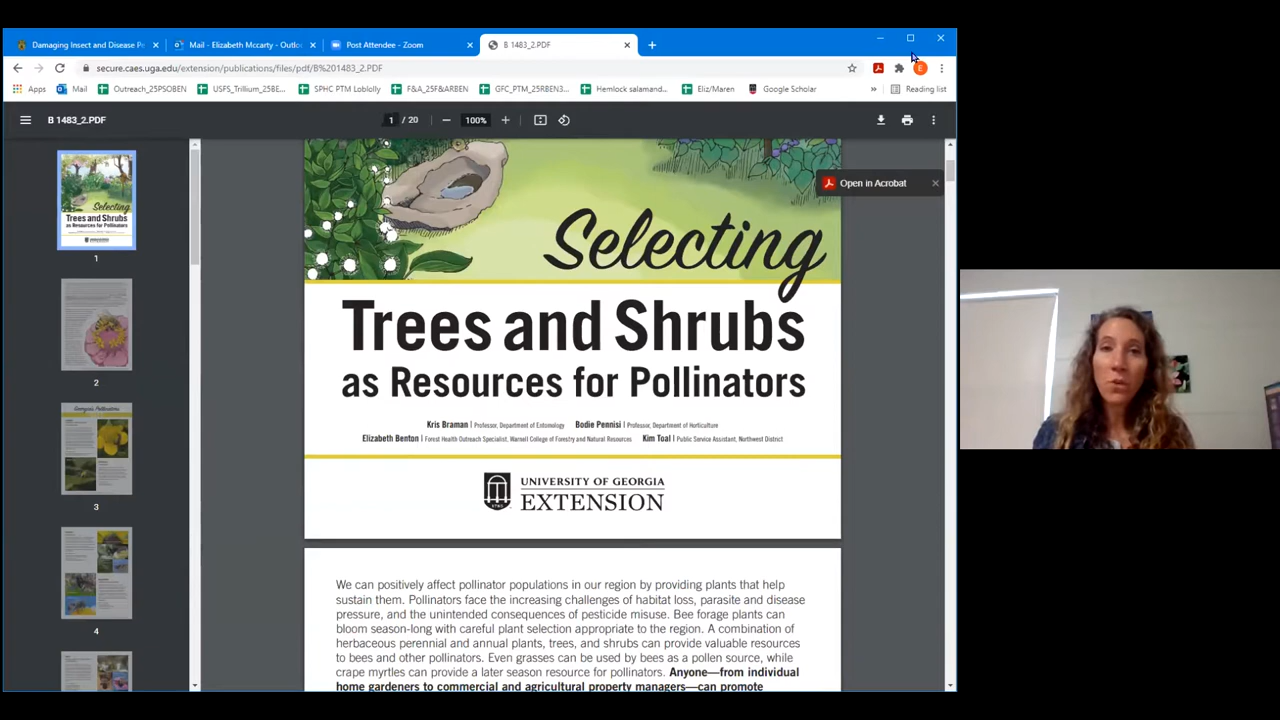 Damaging Insect and Disease P
Mail - Elizabeth Mccarty - Outlo
Post Attendee - Zoom
B 1483_2.PDF
secure.caes.uga.edu/extension/publications/files/pdf/B%201483_2.PDF
E
Apps
Mail
Outreach_25PSOBEN
USFS_Trillium_25BE...
SPHC PTM Loblolly
F&A_25F&ARBEN
GFC_PTM_25RBEN3...
Hemlock salamand...
Eliz/Maren
Google Scholar
»
Reading list
B 1483_2.PDF
1 / 20
100%
Open in Acrobat
Selecting
Trees and Shrubs
as Resources for Pollinators
1
2
3
4
Selecting
Trees and Shrubs
as Resources for Pollinators
Kris Braman | Professor, Department of Entomology Bodie Pennisi | Professor, Department of Horticulture
Elizabeth Benton | Forest Health Outreach Specialist, Warnell College of Forestry and Natural Resources Kim Toal | Public Service Assistant, Northwest District
UNIVERSITY OF GEORGIA
EXTENSION
We can positively affect pollinator populations in our region by providing plants that help
sustain them. Pollinators face the increasing challenges of habitat loss, parasite and disease
pressure, and the unintended consequences of pesticide misuse. Bee forage plants can
bloom season-long with careful plant selection appropriate to the region. A combination of
herbaceous perennial and annual plants, trees, and shrubs can provide valuable resources
to bees and other pollinators. Even grasses can be used by bees as a pollen source, while
crape myrtles can provide a later season resource for pollinators. Anyone—from individual
home gardeners to commercial and agricultural property managers—can promote